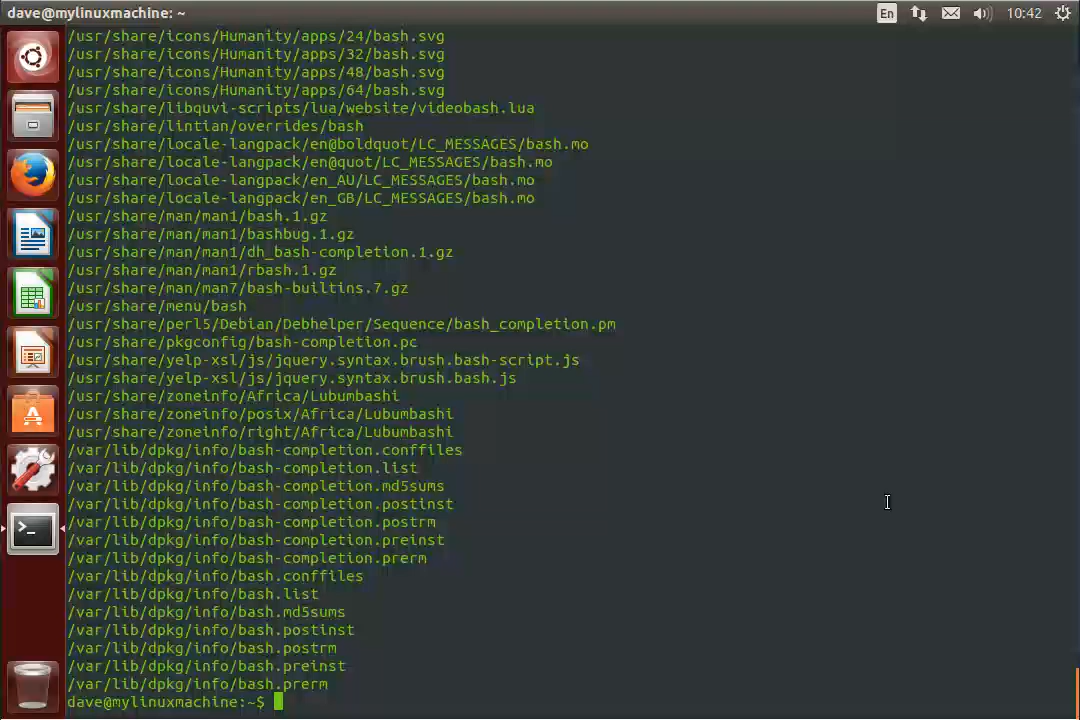 dave@mylinuxmachine: ~
En
10:42
/usr/share/icons/Humanity/apps/24/bash.svg
/usr/share/icons/Humanity/apps/32/bash.svg
/usr/share/icons/Humanity/apps/48/bash.svg
/usr/share/icons/Humanity/apps/64/bash.svg
/usr/share/libquvi-scripts/lua/website/videobash.lua
/usr/share/lintian/overrides/bash
/usr/share/locale-langpack/en@boldquot/LC_MESSAGES/bash.mo
/usr/share/locale-langpack/en@quot/LC_MESSAGES/bash.mo
/usr/share/locale-langpack/en_AU/LC_MESSAGES/bash.mo
/usr/share/locale-langpack/en_GB/LC_MESSAGES/bash.mo
/usr/share/man/man1/bash.1.gz
/usr/share/man/man1/bashbug.1.gz
/usr/share/man/man1/dh_bash-completion.1.gz
/usr/share/man/man1/rbash.1.gz
/usr/share/man/man7/bash-builtins.7.gz
/usr/share/menu/bash
/usr/share/perl5/Debian/Debhelper/Sequence/bash_completion.pm
/usr/share/pkgconfig/bash-completion.pc
/usr/share/yelp-xsl/js/jquery.syntax.brush.bash-script.js
/usr/share/yelp-xsl/js/jquery.syntax.brush.bash.js
/usr/share/zoneinfo/Africa/Lubumbashi
/usr/share/zoneinfo/posix/Africa/Lubumbashi
/usr/share/zoneinfo/right/Africa/Lubumbashi
/var/lib/dpkg/info/bash-completion.conffiles
/var/lib/dpkg/info/bash-completion.list
/var/lib/dpkg/info/bash-completion.md5sums
/var/lib/dpkg/info/bash-completion.postinst
/var/lib/dpkg/info/bash-completion.postrm
/var/lib/dpkg/info/bash-completion.preinst
/var/lib/dpkg/info/bash-completion.prerm
/var/lib/dpkg/info/bash.conffiles
/var/lib/dpkg/info/bash.list
/var/lib/dpkg/info/bash.md5sums
/var/lib/dpkg/info/bash.postinst
/var/lib/dpkg/info/bash.postrm
/var/lib/dpkg/info/bash.preinst
/var/lib/dpkg/info/bash.prerm
dave@mylinuxmachine:~$